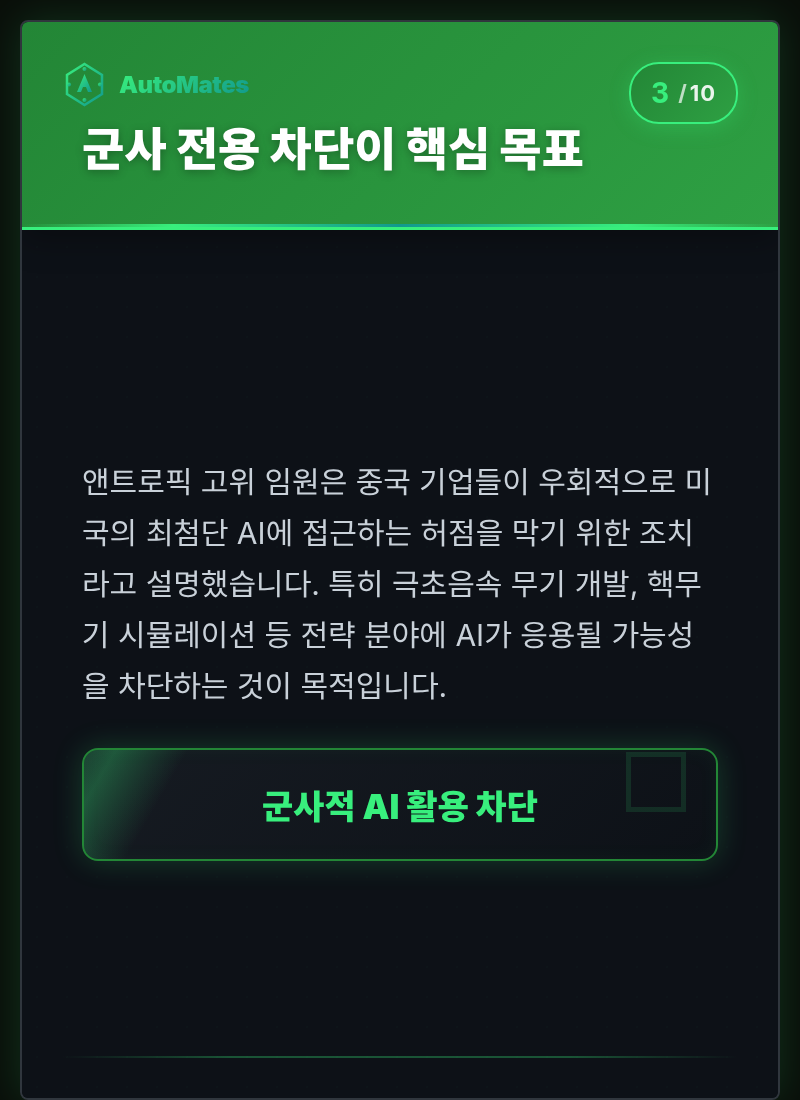 AutoMates
3 /10
군사 전용 차단이 핵심 목표
앤트로픽 고위 임원은 중국 기업들이 우회적으로 미
국의 최첨단 AI에 접근하는 허점을 막기 위한 조치
라고 설명했습니다. 특히 극초음속 무기 개발, 핵무
기 시뮬레이션 등 전략 분야에 AI가 응용될 가능성
을 차단하는 것이 목적입니다.
군사적 AI 활용 차단